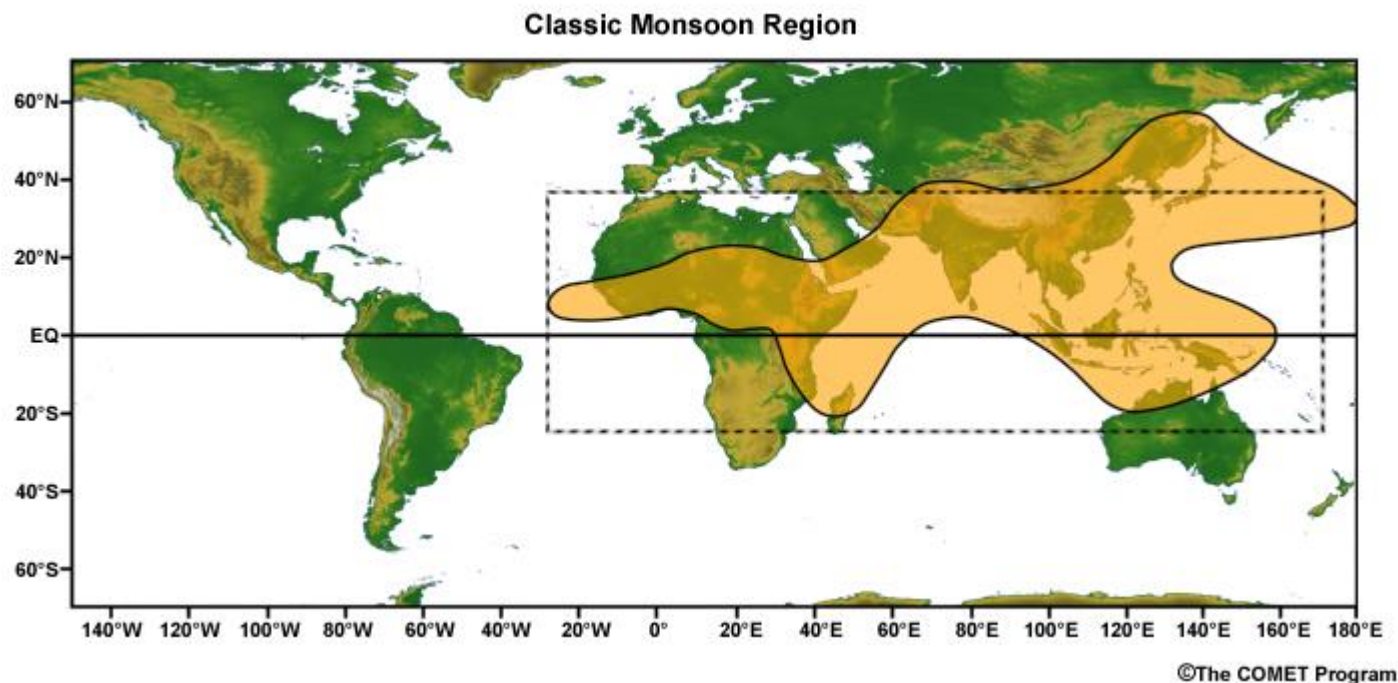 Classic Monsoon Region
60°N
40°N
20°N
EQ
20°S
40°S
60°S
140°W 120°W 100°W 80°W 60°W 40°W 20°W 0° 20°E 40°E 60°E 80°E 100°E 120°E 140°E 160°E 180°E
©The COMET Program